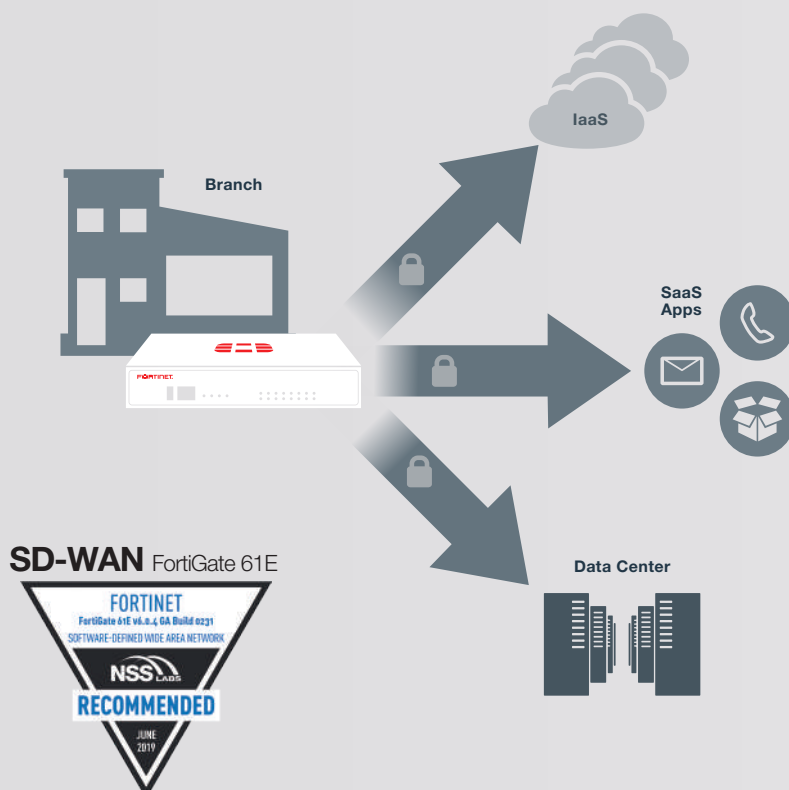 IaaS
Branch
SaaS
Apps
FORTINET
Data Center
SD-WAN FortiGate 61E
FORTINET
FortiGate 61E v6.0.4 GA Build 0231
SOFTWARE-DEFINED WIDE AREA NETWORK
NSS LABS
RECOMMENDED
JUNE
2019